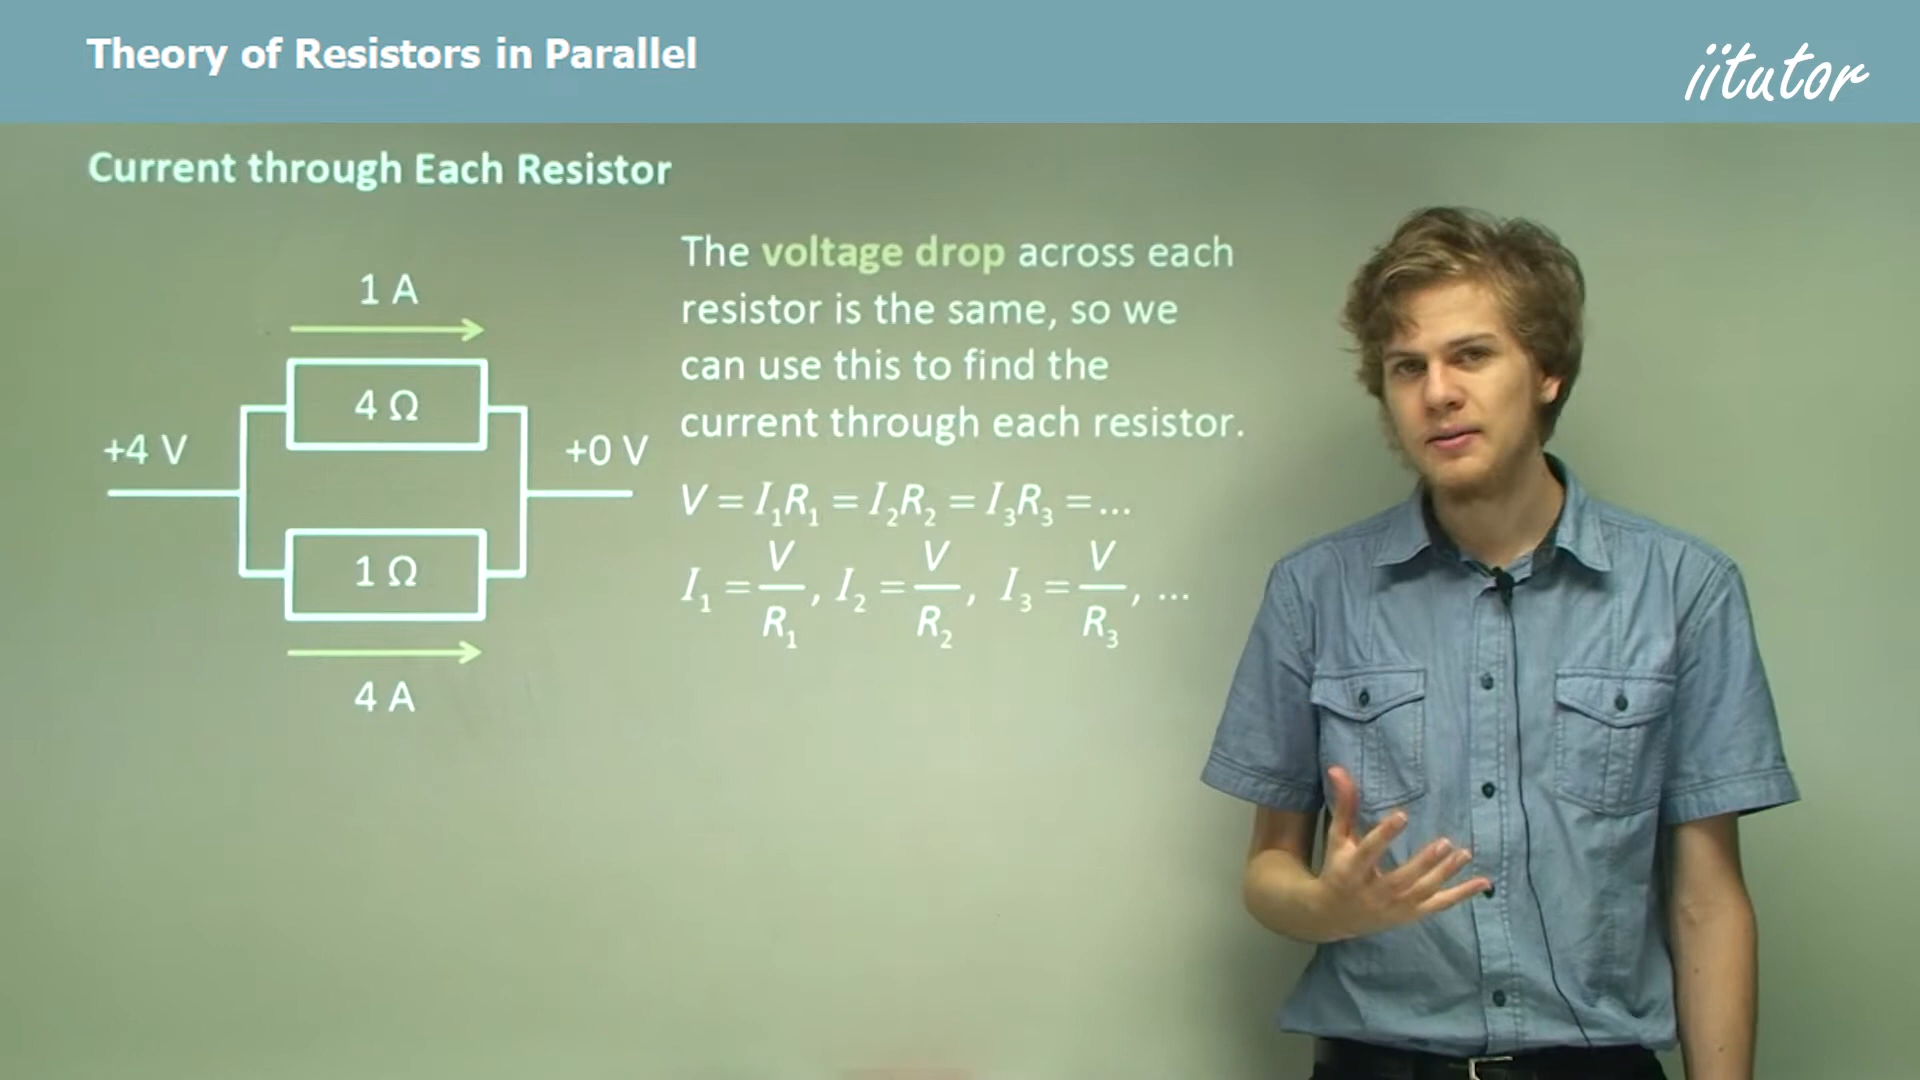 Theory of Resistors in Parallel
iitutor
Current through Each Resistor
1 A
4 Ω
+4 V
+0 V
1 Ω
4 A
The voltage drop across each
resistor is the same, so we
can use this to find the
current through each resistor.
V = I₁R₁ = I₂R₂ = I₃R₃ = ...
I₁ = V/R₁, I₂ = V/R₂, I₃ = V/R₃, ...